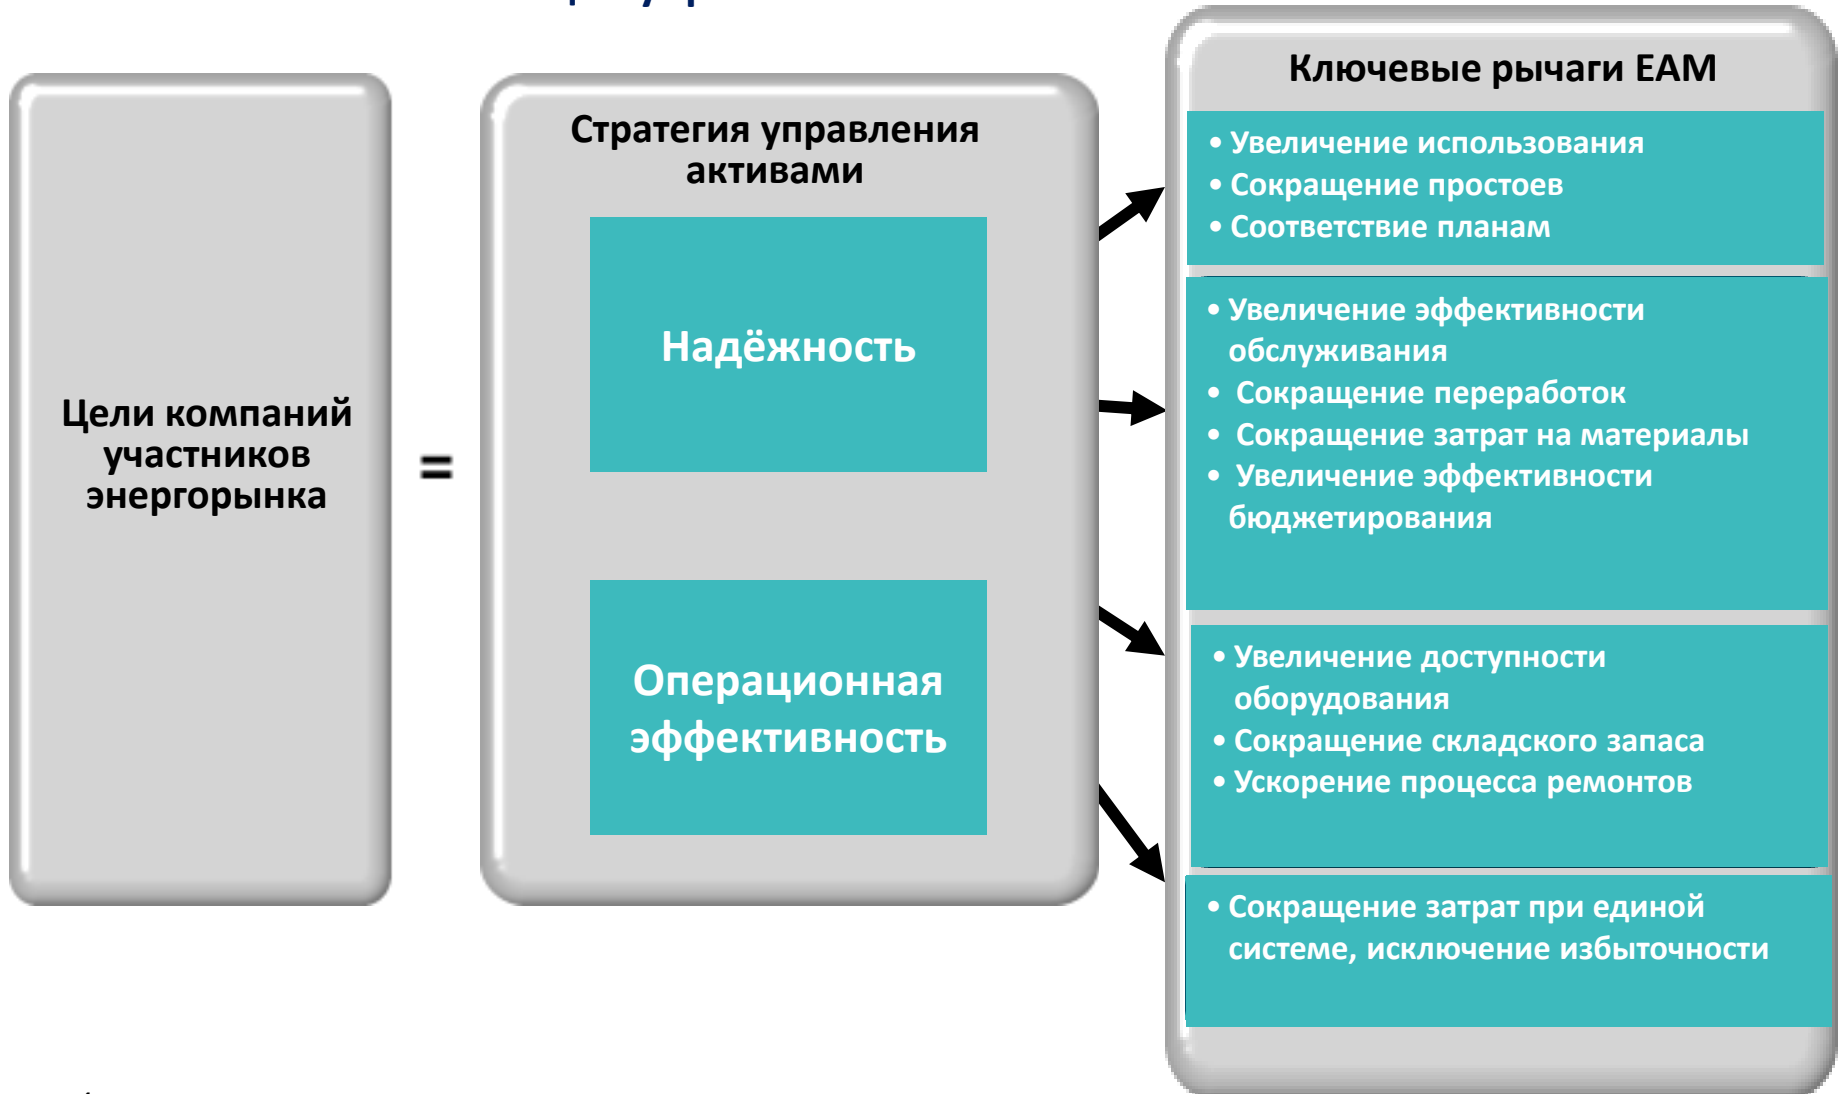 Цели компаний
участников
энергорынка
=
Стратегия управления
активами
Надёжность
Операционная
эффективность
Ключевые рычаги EAM
• Увеличение использования
• Сокращение простоев
• Соответствие планам
• Увеличение эффективности
обслуживания
• Сокращение переработок
• Сокращение затрат на материалы
• Увеличение эффективности
бюджетирования
• Увеличение доступности
оборудования
• Сокращение складского запаса
• Ускорение процесса ремонтов
• Сокращение затрат при единой
системе, исключение избыточности